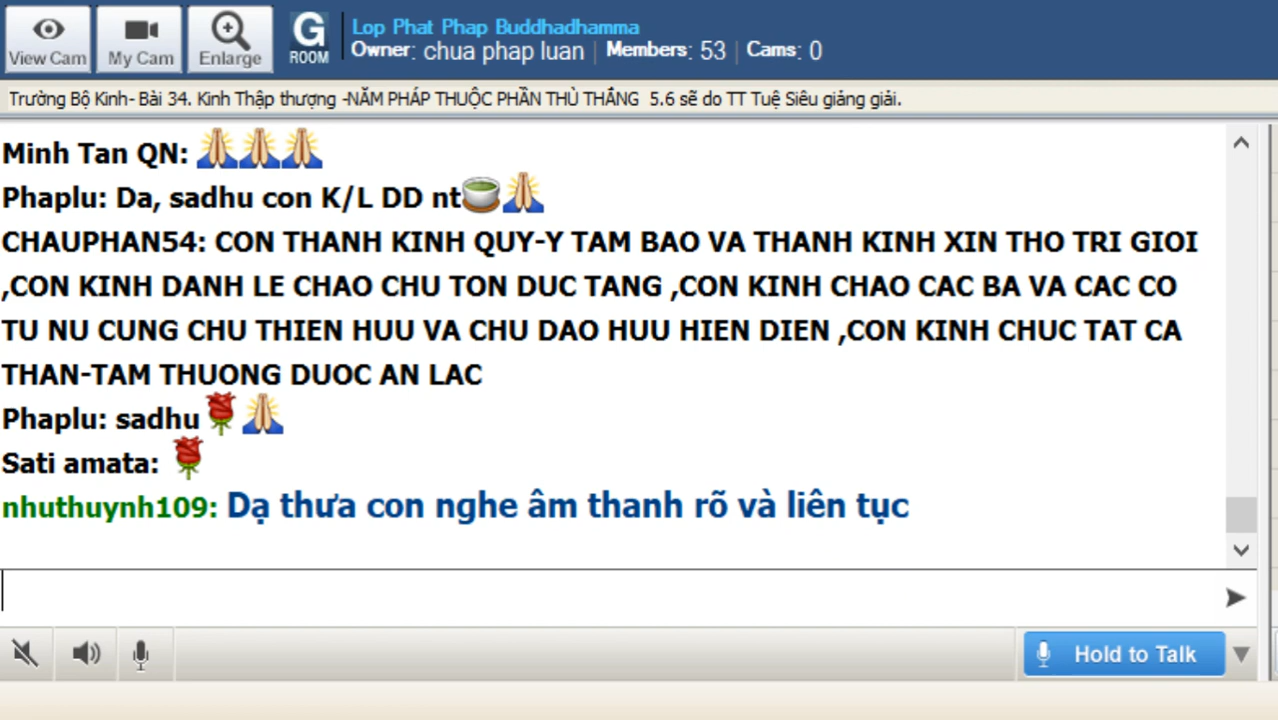 View Cam
My Cam
Enlarge
G
ROOM
Lop Phat Phap Buddhadhamma
Owner: chua phap luan | Members: 53 | Cams: 0
Trường Bộ Kinh- Bài 34. Kinh Thập thượng -NĂM PHÁP THUỘC PHẦN THÙ THẮNG 5.6 sẽ do TT Tuệ Siêu giảng giải.
Minh Tan QN: 🙏🙏🙏
Phaplu: Da, sadhu con K/L DD nt🍵🙏
CHAUPHAN54: CON THANH KINH QUY-Y TAM BAO VA THANH KINH XIN THO TRI GIOI
,CON KINH DANH LE CHAO CHU TON DUC TANG ,CON KINH CHAO CAC BA VA CAC CO
TU NU CUNG CHU THIEN HUU VA CHU DAO HUU HIEN DIEN ,CON KINH CHUC TAT CA
THAN-TAM THUONG DUOC AN LAC
Phaplu: sadhu🌹🙏
Sati amata: 🌹
nhuthuynh109: Dạ thưa con nghe âm thanh rõ và liên tục
Hold to Talk